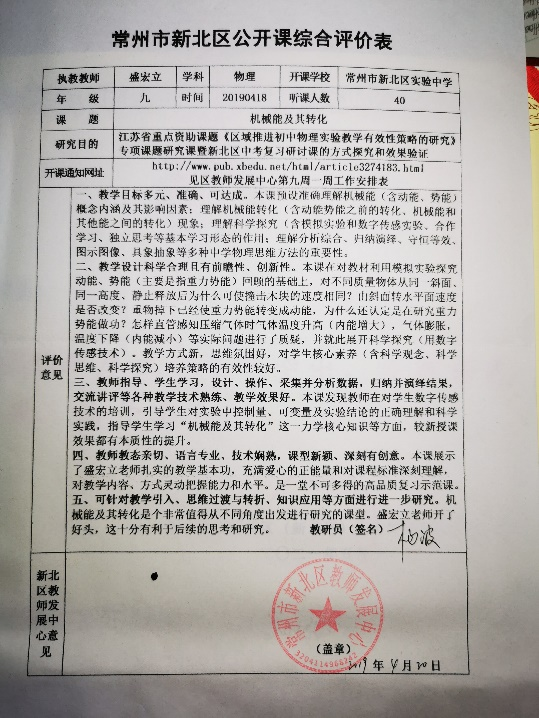 常州市新北区公开课综合评价表
执教教师 盛宏立 学科 物理 开课学校 常州市新北区实验中学
年 级 九 时间 20190418 听课人数 40
课 题 机械能及其转化
研究目的 江苏省重点资助课题《区域推进初中物理实验教学有效性策略的研究》
专项课题研究课暨新北区中考复习研讨课的方式探究和效果验证
开课通知网址 http://www.pub.xbedu.net/html/article3274183.html
见区教师发展中心第九周一周工作安排表
评价意见
一、教学目标多元、准确、可达成。本课预设准确理解机械能（含动能、势能）
概念内涵及其影响因素；理解机械能转化（含动能势能之前的转化、机械能和
其他能之间的转化）现象；理解科学探究（含模拟实验和数字传感实验、合作
学习、独立思考等基本学习形态的作用；理解分析综合、归纳演绎、守恒等效、
图示图像、具象抽象等多种中学物理思维方法的重要性。
二、教学设计科学合理且有前瞻性、创新性。本课在对教材利用模拟实验探究
动能、势能（主要是指重力势能）回顾的基础上，对不同质量物体从同一斜面、
同一高度、静止释放后为什么可使撞击木块的速度相同？由斜面转水平面速度
是否改变？重物掉下已经使重力势能转变成动能，为什么还认定是在研究重力
势能做功？怎样直管感知压缩气体时气体温度升高（内能增大），气体膨胀，
温度下降（内能减小）等实际问题进行了质疑，并就此展开科学探究（用数字
传感技术）。教学方式新，思维氛围好，对学生核心素养（含科学观念、科学
思维、科学探究）培养策略的有效性较好。
三、教师指导、学生学习，设计、操作、采集并分析数据，归纳并演绎结果，
交流讲评等各种教学技术熟练、教学效果好。本课发现教师在对学生数字传感
技术的培训，引导学生对实验中控制量、可变量及实验结论的正确理解和科学
实践，指导学生学习“机械能及其转化”这一力学核心知识等方面，较新授课
效果都有本质性的提升。
四、教师教态亲切、语言专业、技术娴熟，课型新颖、深刻有创意。本课展示
了盛宏立老师扎实的教学基本功，充满爱心的正能量和对课程标准深刻理解，
对教学内容、方式灵动把握能力和水平。是一堂不可多得的高品质复习示范课。
五、可针对教学引入、思维过渡与转折、知识应用等方面进行进一步研究。机
械能及其转化是个非常值得从不同角度出发进行研究的课型。盛宏立老师开了
好头，这十分有利于后续的思考和研究。 教研员（签名）
新北区教师发展中心意见
常州市新北区教师发展中心
（盖章）
2019年4月20日